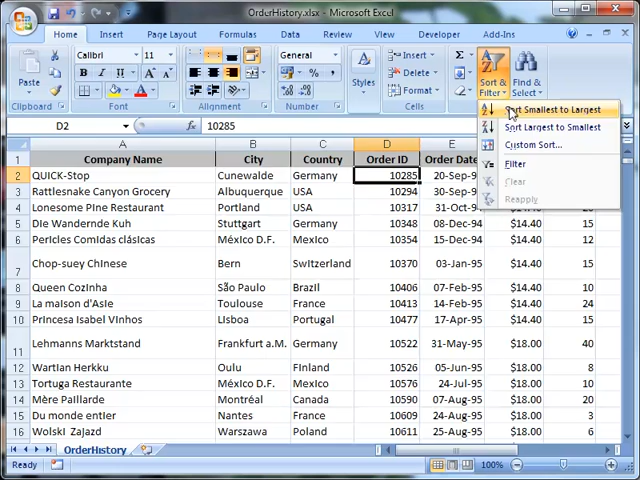 OrderHistory.xlsx - Microsoft Excel
Home Insert Page Layout Formulas Data Review View Developer Add-Ins
Paste Clipboard
Calibri 11 B I U A A Font
Alignment
General $ % , Number
Styles
Insert Delete Format Cells
Σ Sort & Filter Find & Select
Sort Smallest to Largest
Sort Largest to Smallest
Custom Sort...
Filter
Clear
Reapply
D2 10285
A B C D E
1 Company Name City Country Order ID Order Date
2 QUICK-Stop Cunewalde Germany 10285 20-Sep-9
3 Rattlesnake Canyon Grocery Albuquerque USA 10294 30-Sep-9
4 Lonesome Pine Restaurant Portland USA 10317 31-Oct-9
5 Die Wandernde Kuh Stuttgart Germany 10348 08-Dec-94 $14.40 15
6 Pericles Comidas clásicas México D.F. México 10354 15-Dec-94 $14.40 12
7 Chop-suey Chinese Bern Switzerland 10370 03-Jan-95 $14.40 15
8 Queen Cozinha São Paulo Brazil 10406 07-Feb-95 $14.40 10
9 La maison d'Asie Toulouse France 10413 14-Feb-95 $14.40 24
10 Princesa Isabel Vinhos Lisboa Portugal 10477 17-Apr-95 $14.40 15
11 Lehmanns Marktstand Frankfurt a.M. Germany 10522 31-May-95 $18.00 40
12 Wartian Herkku Oulu Finland 10526 05-Jun-95 $18.00 8
13 Tortuga Restaurante México D.F. México 10576 24-Jul-95 $18.00 10
14 Mère Paillarde Montréal Canada 10590 07-Aug-95 $18.00 20
15 Du monde entier Nantes France 10609 24-Aug-95 $18.00 3
16 Wolski Zajazd Warszawa Poland 10611 25-Aug-95 $18.00 6
OrderHistory
Ready 100%